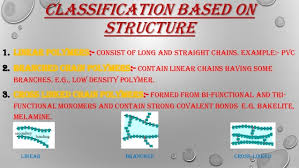 CLASSIFICATION BASED ON
STRUCTURE
1. LINEAR POLYMERS:- CONSIST OF LONG AND STRAIGHT CHAINS. EXAMPLE:- PVC
2. BRANCHED CHAIN POLYMERS:- CONTAIN LINEAR CHAINS HAVING SOME
BRANCHES, E.G., LOW DENSITY POLYMER.
3. CROSS LINKED CHAIN POLYMERS:- FORMED FROM BI-FUNCTIONAL AND TRI-
FUNCTIONAL MONOMERS AND CONTAIN STRONG COVALENT BONDS E.G. BAKELITE,
MELAMINE.
LINEAR BRANCHED CROSS-LINKED